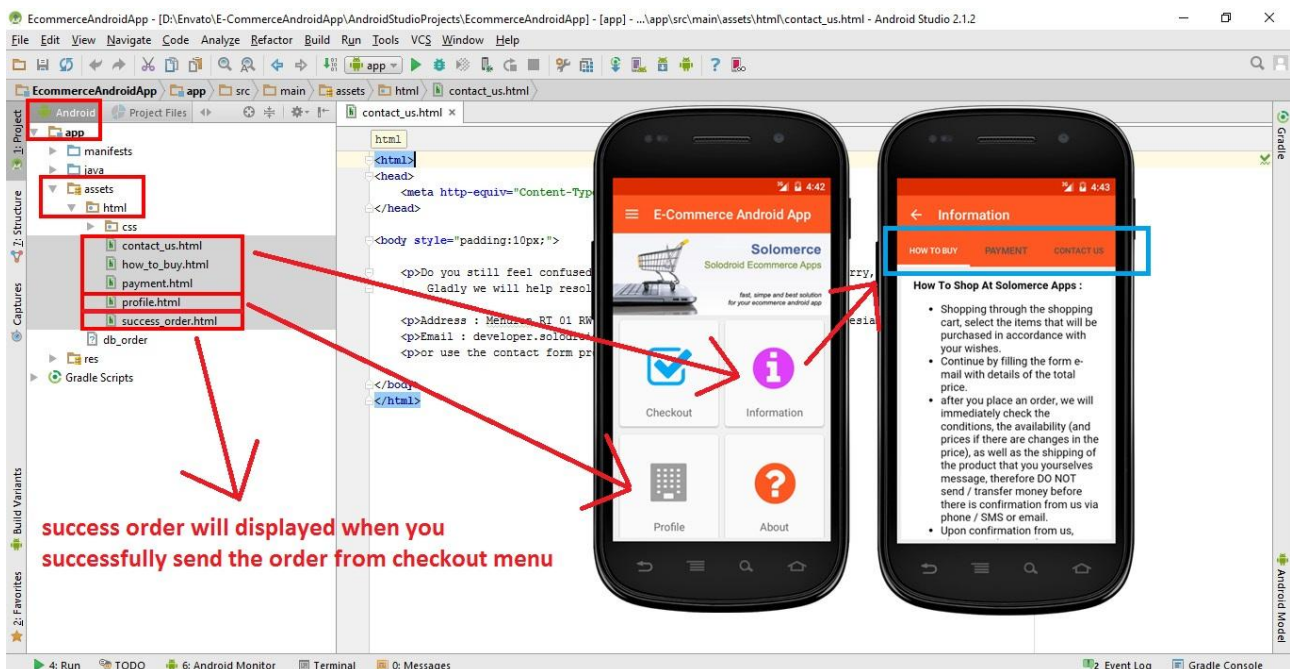 EcommerceAndroidApp - [D:\Envato\E-CommerceAndroidApp\AndroidStudioProjects\EcommerceAndroidApp] - [app] - ...\app\src\main\assets\html\contact_us.html - Android Studio 2.1.2
File Edit View Navigate Code Analyze Refactor Build Run Tools VCS Window Help
app
EcommerceAndroidApp app src main assets html contact_us.html
Android Project Files
contact_us.html
1: Project
7: Structure
Captures
Build Variants
2: Favorites
app
manifests
java
assets
html
css
contact_us.html
how_to_buy.html
payment.html
profile.html
success_order.html
db_order
res
Gradle Scripts
html
<html>
<head>
<meta http-equiv="Content-Type
</head>
<body style="padding:10px;">
<p>Do you still feel confused rry,
Gladly we will help resol
<p>Address : Mendiro RT 01 RW esia
<p>Email : developer.solodroi
<p>or use the contact form pr
</body>
</html>
4:42
E-Commerce Android App
Solomerce
Solodroid Ecommerce Apps
fast, simpe and best solution
for your ecommerce android app
Checkout
Information
Profile
About
4:43
Information
HOW TO BUY PAYMENT CONTACT US
How To Shop At Solomerce Apps :
• Shopping through the shopping
cart, select the items that will be
purchased in accordance with
your wishes.
• Continue by filling the form e-
mail with details of the total
price.
• after you place an order, we will
immediately check the
conditions, the availability (and
prices if there are changes in the
price), as well as the shipping of
the product that you yourselves
message, therefore DO NOT
send / transfer money before
there is confirmation from us via
phone / SMS or email.
• Upon confirmation from us,
success order will displayed when you
successfully send the order from checkout menu
Gradle
Android Model
4: Run TODO 6: Android Monitor Terminal 0: Messages
2 Event Log Gradle Console